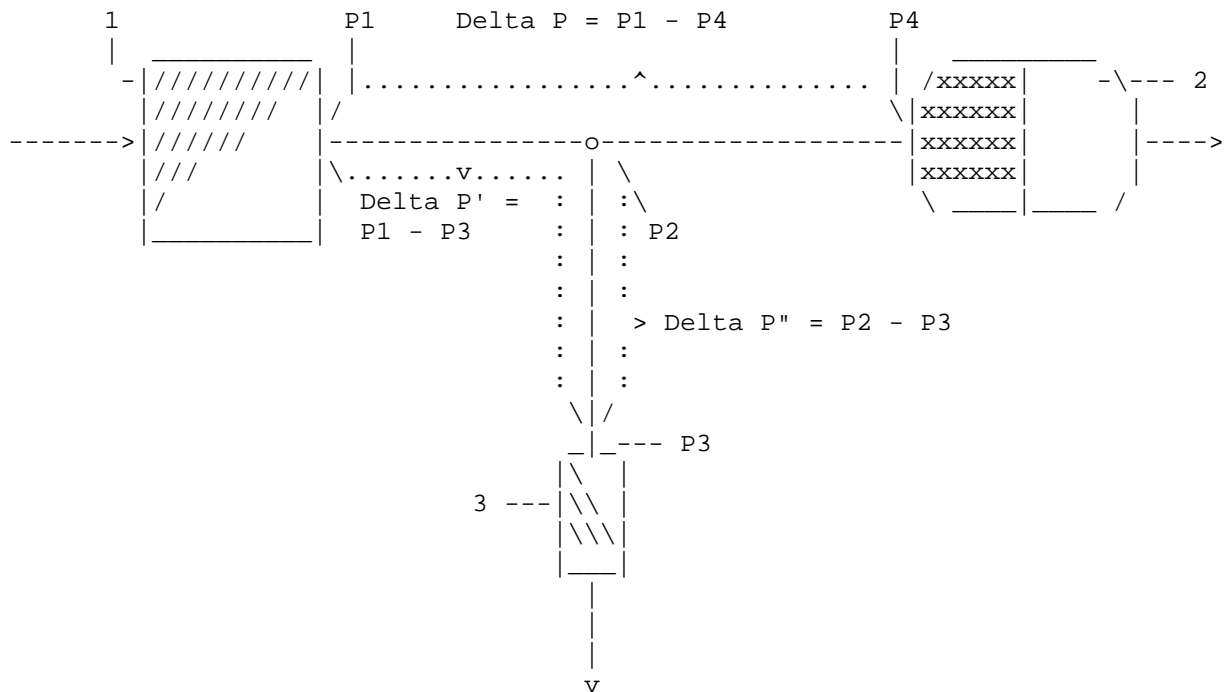 1 P1 Delta P = P1 - P4 P4
2
Delta P' =
P1 - P3 P2
> Delta P" = P2 - P3
P3
3